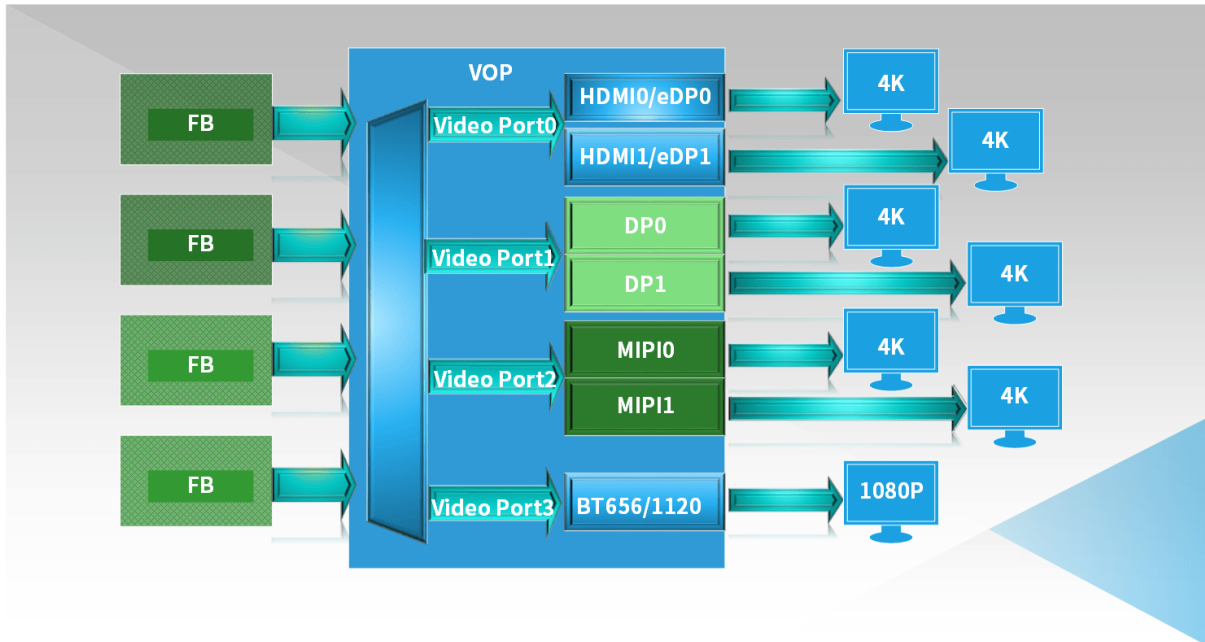 VOP
FB
Video Port0
HDMI0/eDP0
4K
HDMI1/eDP1
4K
FB
Video Port1
DP0
4K
DP1
4K
FB
Video Port2
MIPI0
4K
MIPI1
4K
FB
Video Port3
BT656/1120
1080P